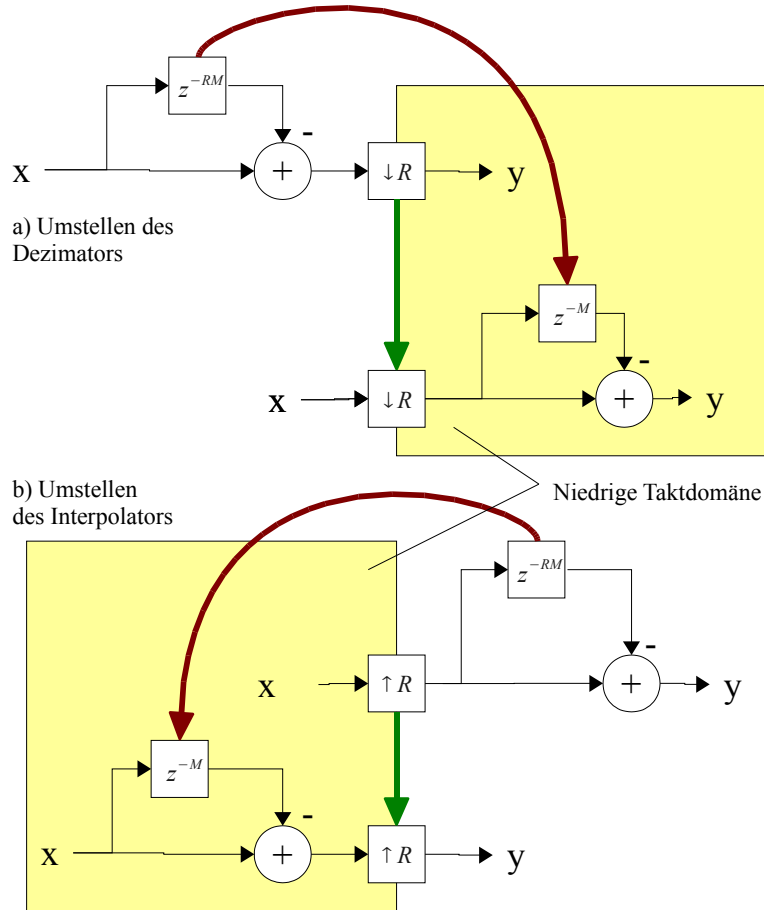 z^{-RM}
-
x
+
↓R
y
a) Umstellen des
Dezimators
z^{-M}
-
x
↓R
+
y
b) Umstellen
des Interpolators
Niedrige Taktdomäne
z^{-RM}
-
x
↑R
+
y
z^{-M}
-
x
+
↑R
y